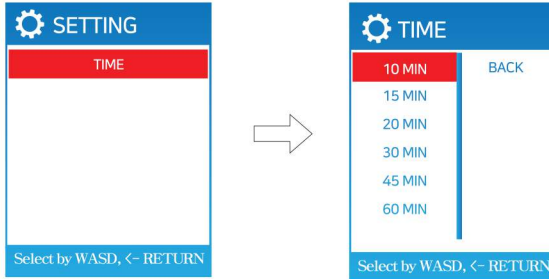 SETTING
TIME
Select by WASD, <- RETURN
TIME
10 MIN
BACK
15 MIN
20 MIN
30 MIN
45 MIN
60 MIN
Select by WASD, <- RETURN